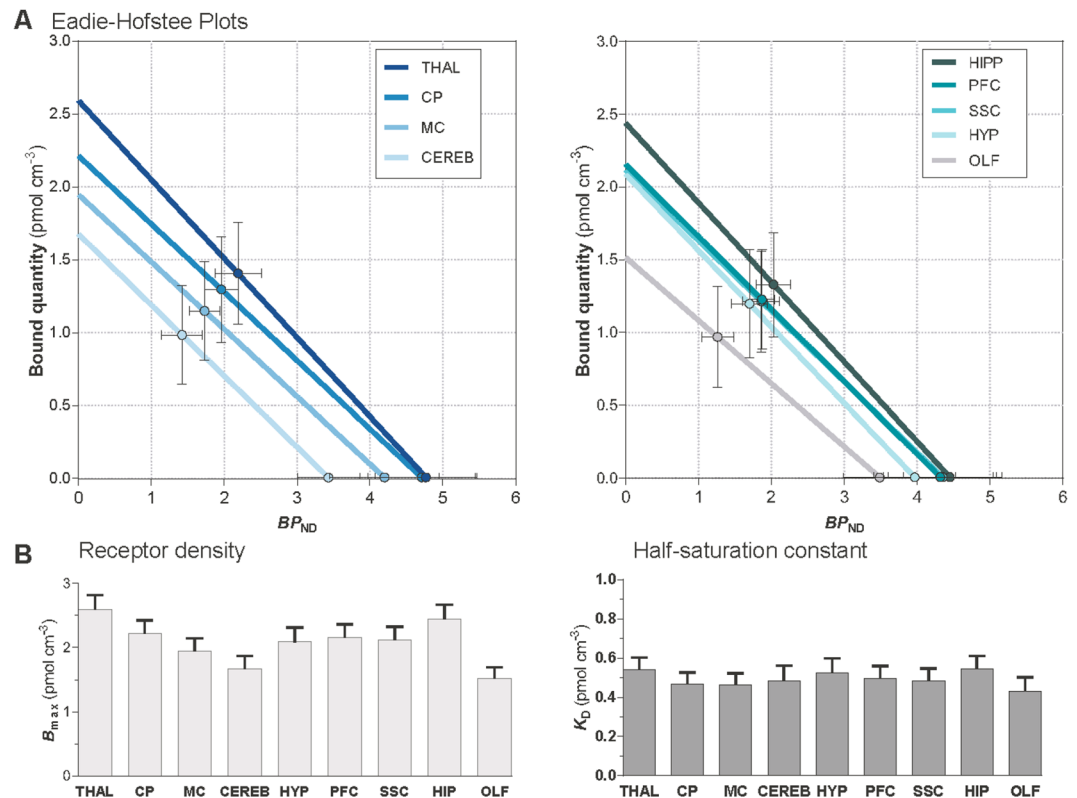 A Eadie-Hofstee Plots
3.0
2.5
2.0
1.5
1.0
0.5
0.0
Bound quantity (pmol cm⁻³)
THAL
CP
MC
CEREB
0 1 2 3 4 5 6
BP_ND
3.0
2.5
2.0
1.5
1.0
0.5
0.0
Bound quantity (pmol cm⁻³)
HIPP
PFC
SSC
HYP
OLF
0 1 2 3 4 5 6
BP_ND
B Receptor density
3
2
1
0
B_max (pmol cm⁻³)
THAL CP MC CEREB HYP PFC SSC HIP OLF
Half-saturation constant
1.0
0.8
0.6
0.4
0.2
0.0
K_D (pmol cm⁻³)
THAL CP MC CEREB HYP PFC SSC HIP OLF